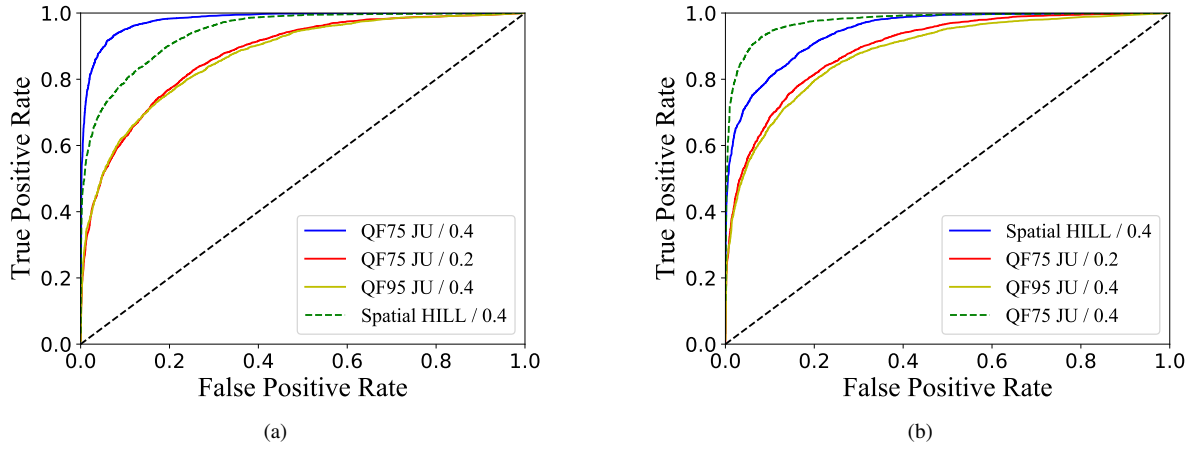 True Positive Rate
1.0
0.8
0.6
0.4
0.2
0.0
QF75 JU / 0.4
QF75 JU / 0.2
QF95 JU / 0.4
Spatial HILL / 0.4
0.0 0.2 0.4 0.6 0.8 1.0
False Positive Rate
(a)
True Positive Rate
1.0
0.8
0.6
0.4
0.2
0.0
Spatial HILL / 0.4
QF75 JU / 0.2
QF95 JU / 0.4
QF75 JU / 0.4
0.0 0.2 0.4 0.6 0.8 1.0
False Positive Rate
(b)